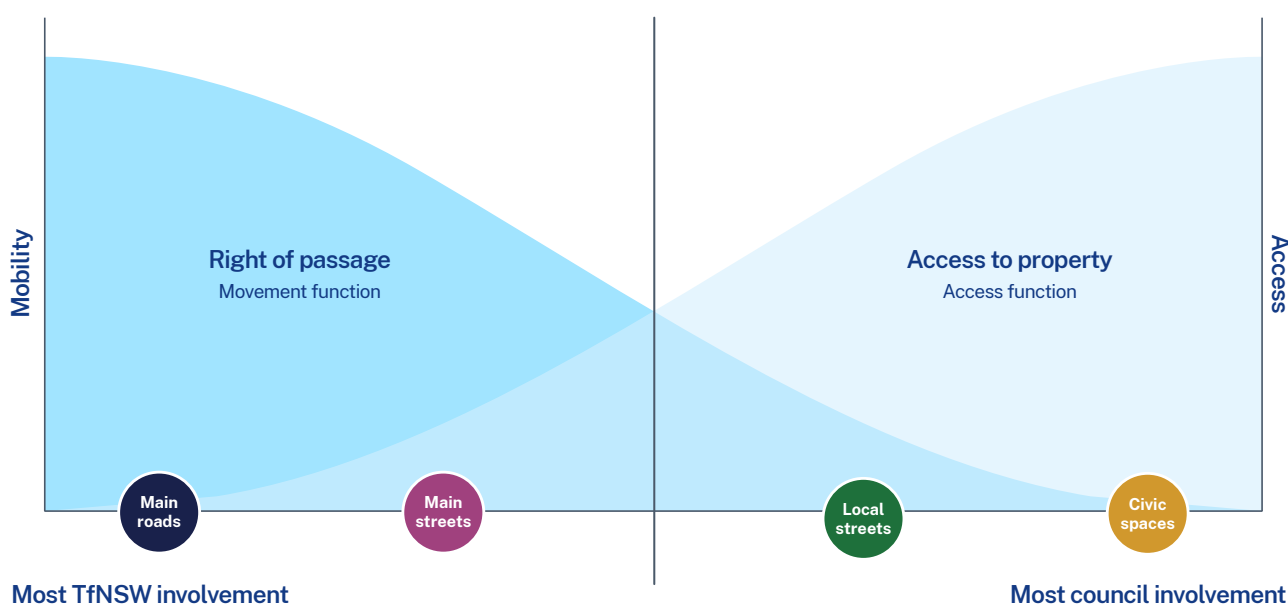 Mobility
Right of passage
Movement function
Access to property
Access function
Access
Main
roads
Main
streets
Local
streets
Civic
spaces
Most TfNSW involvement
Most council involvement